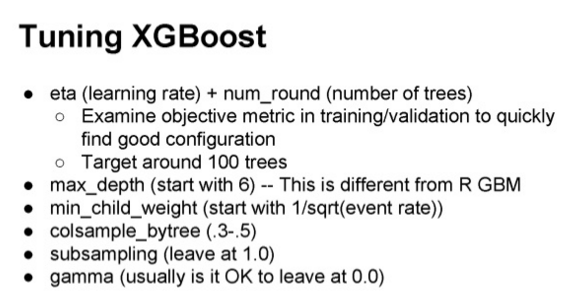 Tuning XGBoost
● eta (learning rate) + num_round (number of trees)
○ Examine objective metric in training/validation to quickly
find good configuration
○ Target around 100 trees
● max_depth (start with 6) -- This is different from R GBM
● min_child_weight (start with 1/sqrt(event rate))
● colsample_bytree (.3-.5)
● subsampling (leave at 1.0)
● gamma (usually is it OK to leave at 0.0)